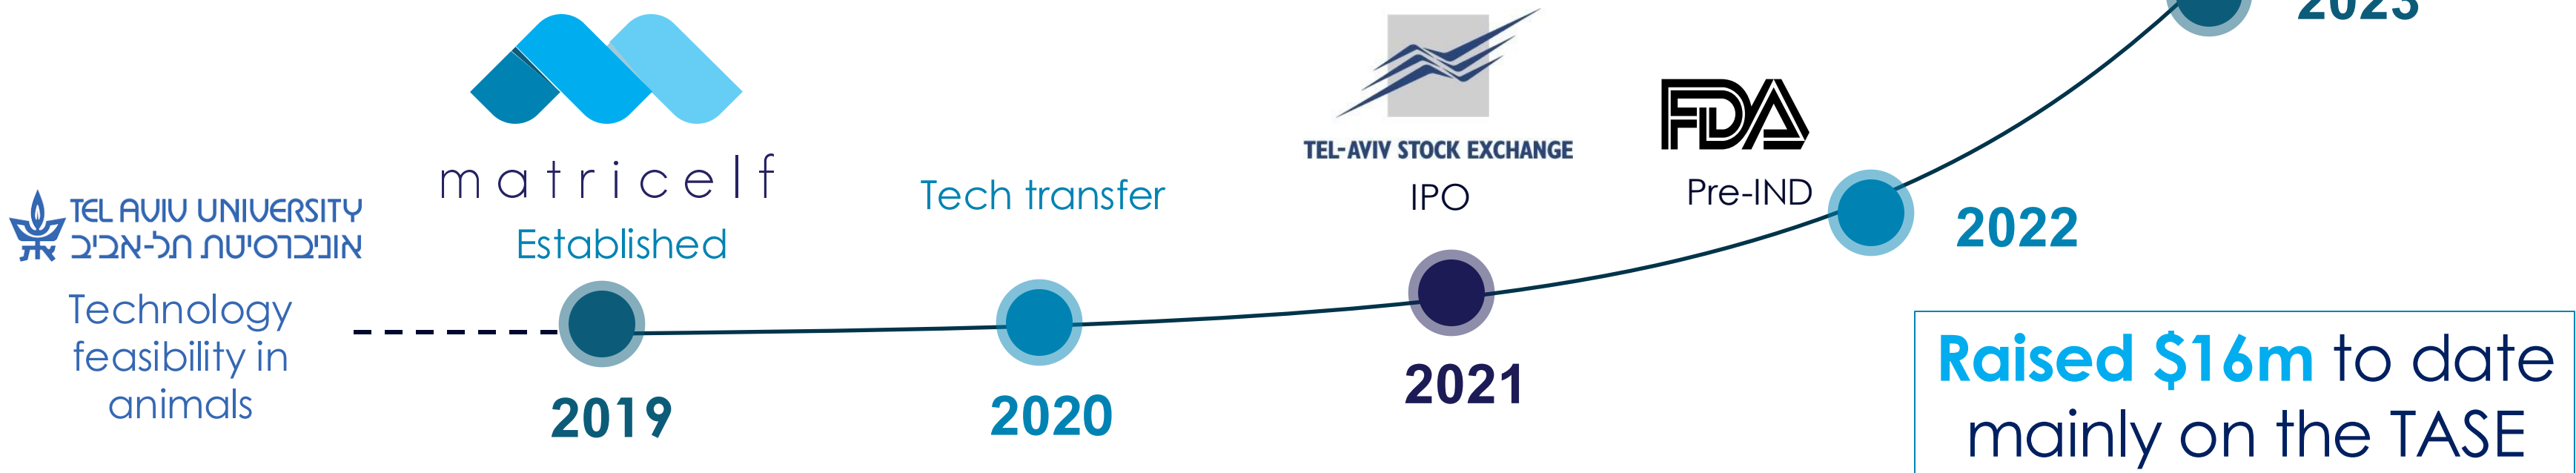 TEL AVIV UNIVERSITY
אוניברסיטת תל-אביב
Technology
feasibility in
animals
matricelf
Established
2019
Tech transfer
2020
TEL-AVIV STOCK EXCHANGE
IPO
2021
FDA
Pre-IND
2022
2023
Raised $16m to date
mainly on the TASE